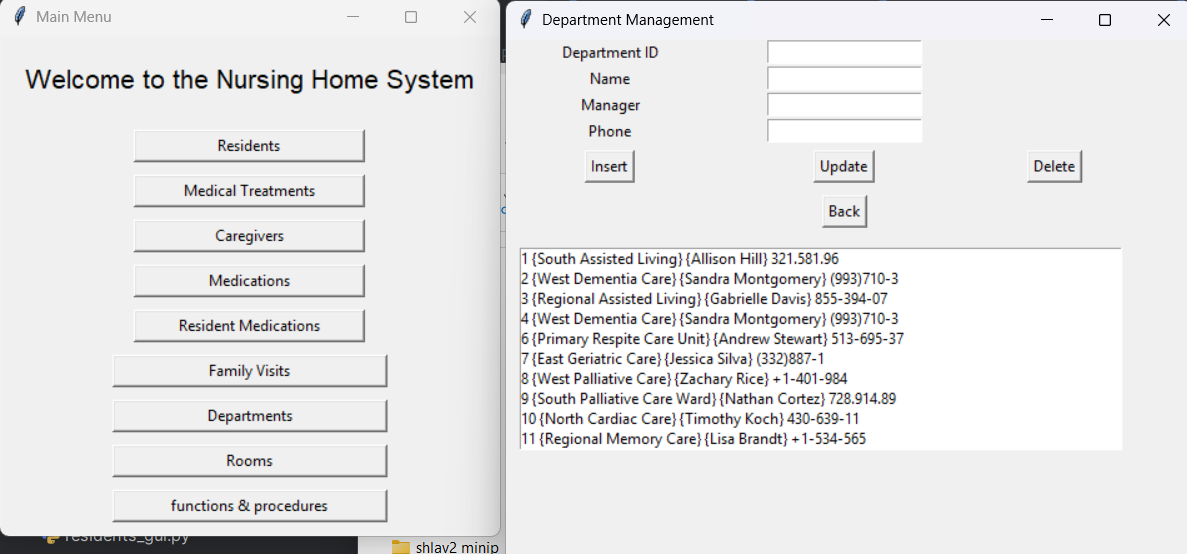 Main Menu
Welcome to the Nursing Home System
Residents
Medical Treatments
Caregivers
Medications
Resident Medications
Family Visits
Departments
Rooms
functions & procedures
residents_gui.py
shlav2 minip
Department Management
Department ID
Name
Manager
Phone
Insert Update Delete
Back
1 {South Assisted Living} {Allison Hill} 321.581.96
2 {West Dementia Care} {Sandra Montgomery} (993)710-3
3 {Regional Assisted Living} {Gabrielle Davis} 855-394-07
4 {West Dementia Care} {Sandra Montgomery} (993)710-3
6 {Primary Respite Care Unit} {Andrew Stewart} 513-695-37
7 {East Geriatric Care} {Jessica Silva} (332)887-1
8 {West Palliative Care} {Zachary Rice} +1-401-984
9 {South Palliative Care Ward} {Nathan Cortez} 728.914.89
10 {North Cardiac Care} {Timothy Koch} 430-639-11
11 {Regional Memory Care} {Lisa Brandt} +1-534-565